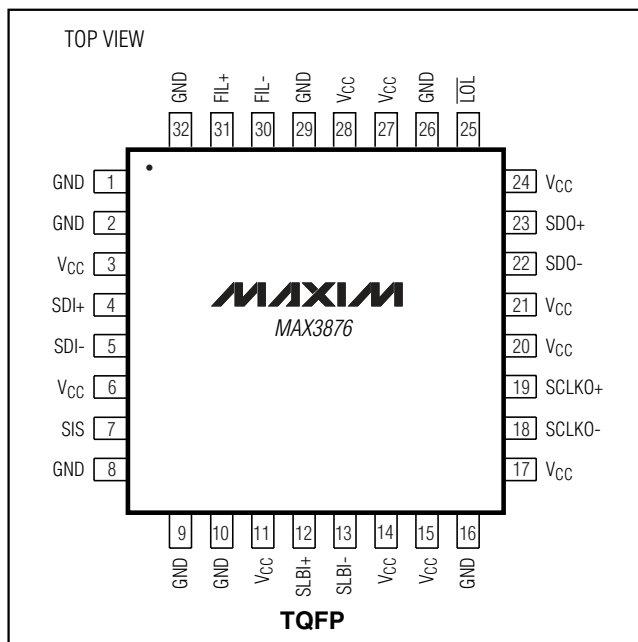 TOP VIEW
GND
FIL+
FIL-
GND
VCC
VCC
GND
LOL
32
31
30
29
28
27
26
25
GND 1
GND 2
VCC 3
SDI+ 4
SDI- 5
VCC 6
SIS 7
GND 8
MAXIM
MAX3876
24 VCC
23 SDO+
22 SDO-
21 VCC
20 VCC
19 SCLKO+
18 SCLKO-
17 VCC
9
10
11
12
13
14
15
16
GND
GND
VCC
SLBI+
SLBI-
VCC
VCC
GND
TQFP